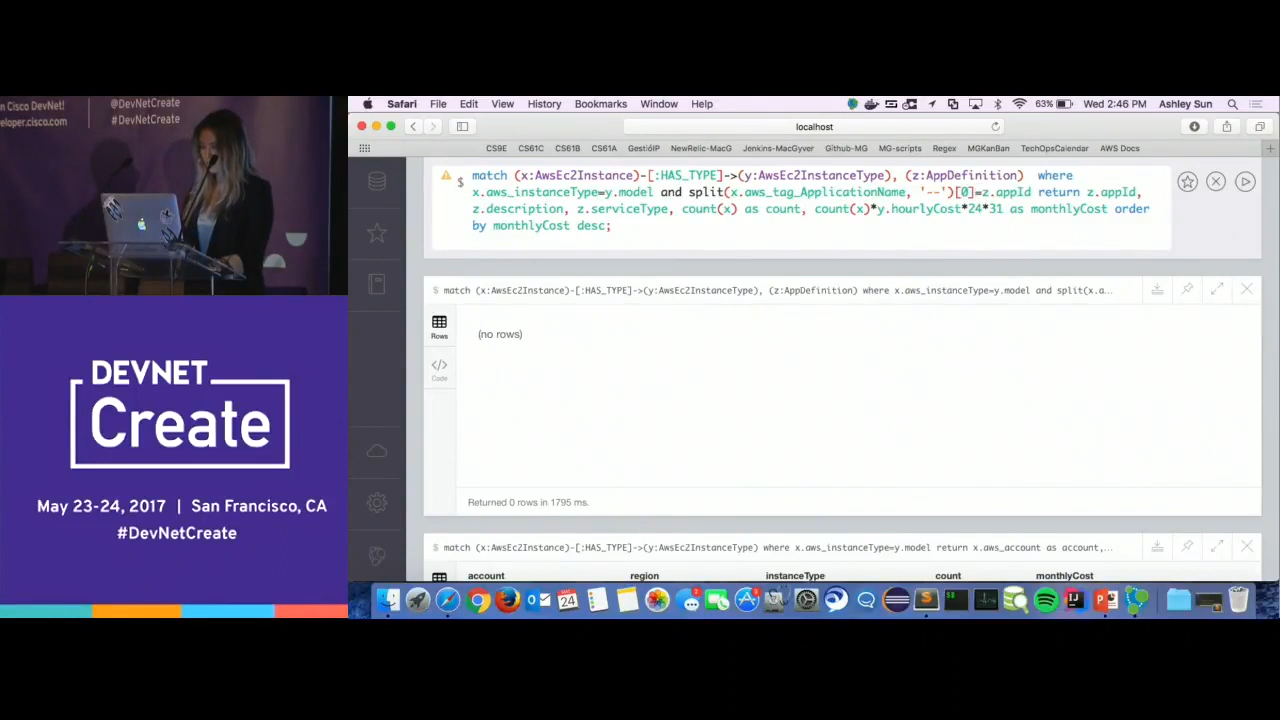 n Cisco DevNet!
eloper.cisco.com
@DevNetCreate
#DevNetCreate
DEVNET
Create
May 23-24, 2017 | San Francisco, CA
#DevNetCreate
Safari File Edit View History Bookmarks Window Help
63% Wed 2:46 PM Ashley Sun
localhost
CS9E CS61C CS61B CS61A GestióIP NewRelic-MacG Jenkins-MacGyver Github-MG MG-scripts Regex MGKanBan TechOpsCalendar AWS Docs
$ match (x:AwsEc2Instance)-[:HAS_TYPE]->(y:AwsEc2InstanceType), (z:AppDefinition) where
x.aws_instanceType=y.model and split(x.aws_tag_ApplicationName, '--')[0]=z.appId return z.appId,
z.description, z.serviceType, count(x) as count, count(x)*y.hourlyCost*24*31 as monthlyCost order
by monthlyCost desc;
$ match (x:AwsEc2Instance)-[:HAS_TYPE]->(y:AwsEc2InstanceType), (z:AppDefinition) where x.aws_instanceType=y.model and split(x.a...
Rows
(no rows)
Code
Returned 0 rows in 1795 ms.
$ match (x:AwsEc2Instance)-[:HAS_TYPE]->(y:AwsEc2InstanceType) where x.aws_instanceType=y.model return x.aws_account as account,...
account region instanceType count monthlyCost